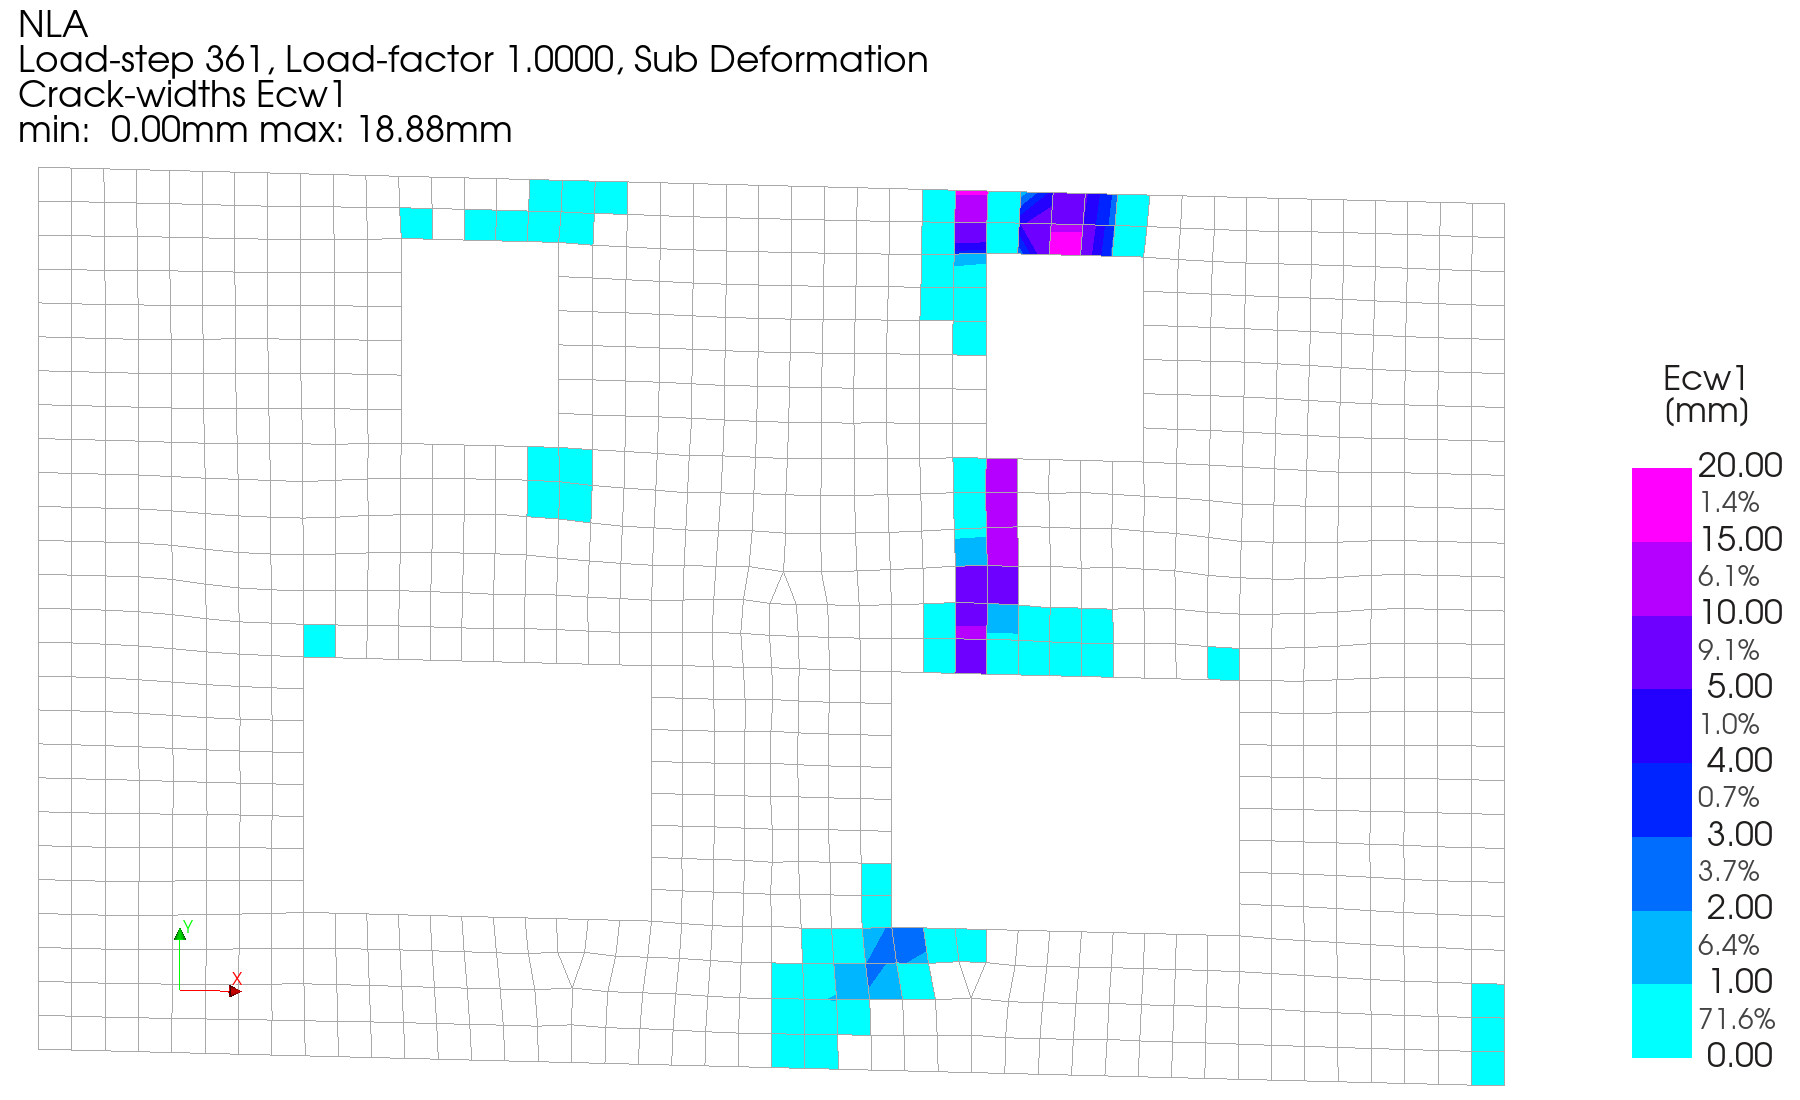 NLA
Load-step 361, Load-factor 1.0000, Sub Deformation
Crack-widths Ecw1
min:  0.00mm max: 18.88mm
Ecw1
(mm)
20.00
1.4%
15.00
6.1%
10.00
9.1%
5.00
1.0%
4.00
0.7%
3.00
3.7%
2.00
6.4%
1.00
71.6%
0.00
Y
X